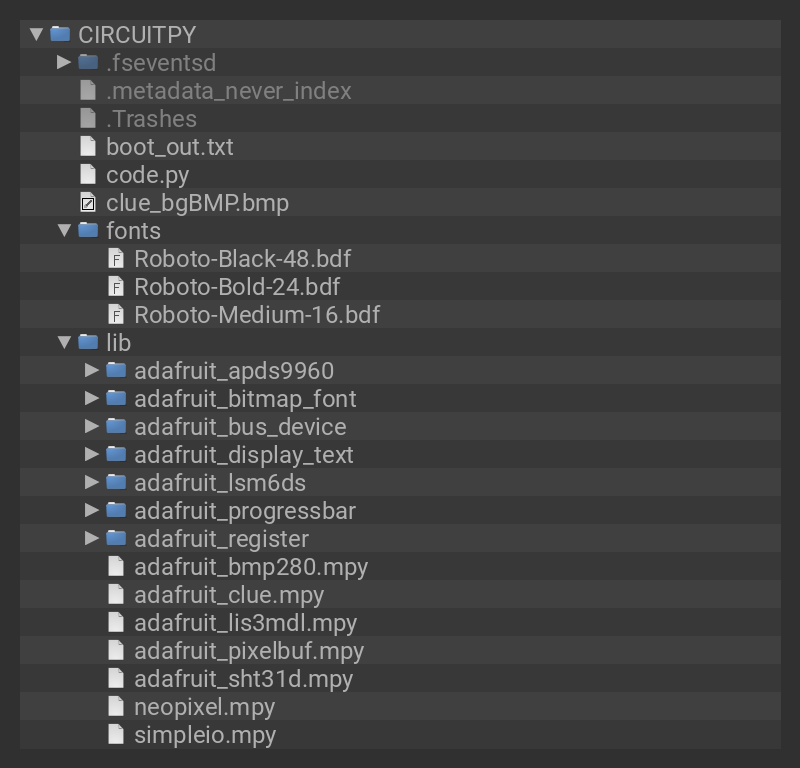 CIRCUITPY
.fseventsd
.metadata_never_index
.Trashes
boot_out.txt
code.py
clue_bgBMP.bmp
fonts
F Roboto-Black-48.bdf
F Roboto-Bold-24.bdf
F Roboto-Medium-16.bdf
lib
adafruit_apds9960
adafruit_bitmap_font
adafruit_bus_device
adafruit_display_text
adafruit_lsm6ds
adafruit_progressbar
adafruit_register
adafruit_bmp280.mpy
adafruit_clue.mpy
adafruit_lis3mdl.mpy
adafruit_pixelbuf.mpy
adafruit_sht31d.mpy
neopixel.mpy
simpleio.mpy